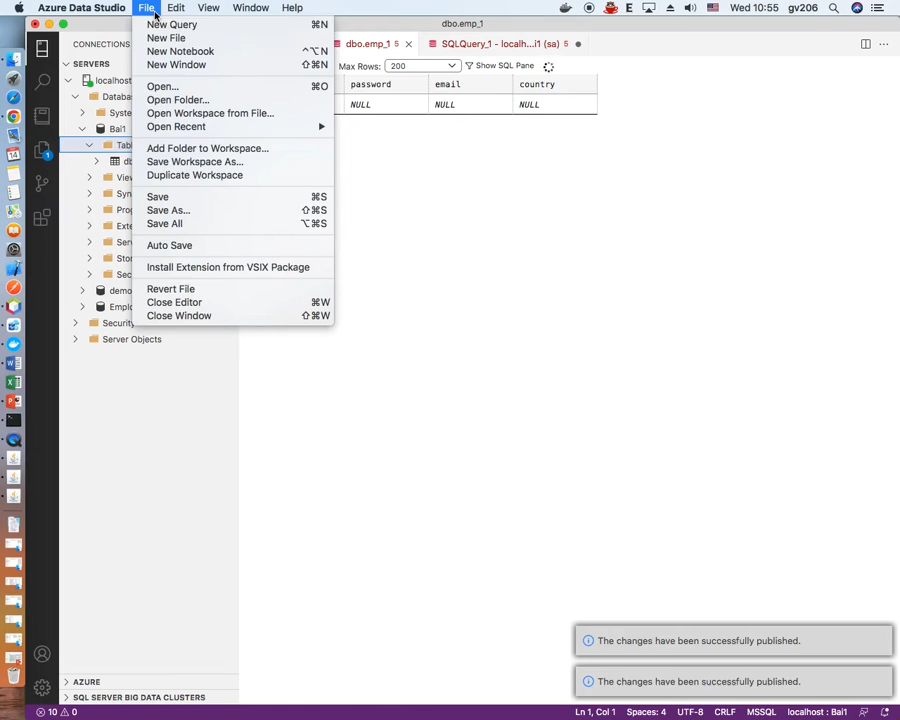 Azure Data Studio File Edit View Window Help
E Wed 10:55 gv206
dbo.emp_1
New Query ⌘N
New File
New Notebook ^⌥N
New Window ⇧⌘N
Open... ⌘O
Open Folder...
Open Workspace from File...
Open Recent
Add Folder to Workspace...
Save Workspace As...
Duplicate Workspace
Save ⌘S
Save As... ⇧⌘S
Save All ⌥⌘S
Auto Save
Install Extension from VSIX Package
Revert File
Close Editor ⌘W
Close Window ⇧⌘W
CONNECTIONS
SERVERS
localhost
Bai1
demo
Security
Server Objects
AZURE
SQL SERVER BIG DATA CLUSTERS
dbo.emp_1 5 SQLQuery_1 - localh...i1 (sa) 5
Max Rows: 200 Show SQL Pane
password email country
NULL NULL NULL
The changes have been successfully published.
The changes have been successfully published.
10 0 Ln 1, Col 1 Spaces: 4 UTF-8 CRLF MSSQL localhost : Bai1